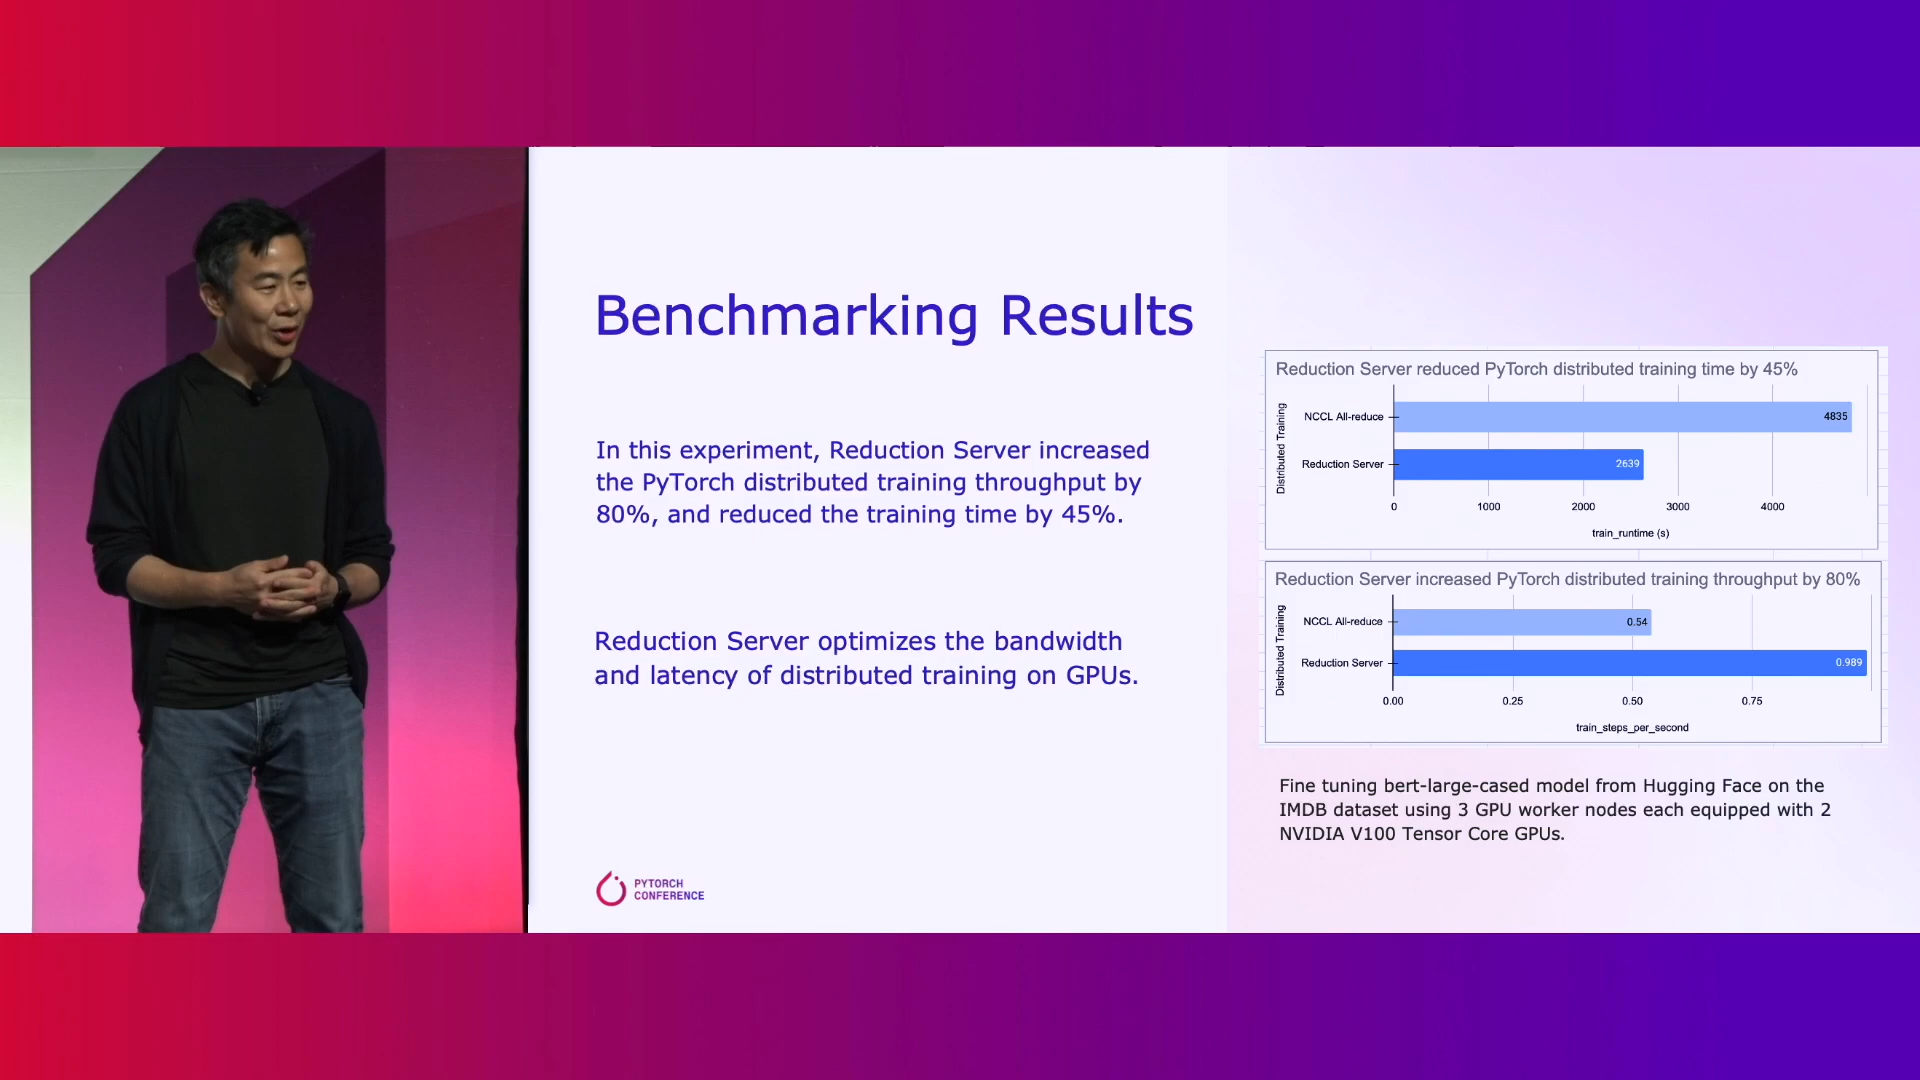 Benchmarking Results
In this experiment, Reduction Server increased
the PyTorch distributed training throughput by
80%, and reduced the training time by 45%.
Reduction Server optimizes the bandwidth
and latency of distributed training on GPUs.
PYTORCH
CONFERENCE
Reduction Server reduced PyTorch distributed training time by 45%
Distributed Training
NCCL All-reduce
4835
Reduction Server
2639
0 1000 2000 3000 4000
train_runtime (s)
Reduction Server increased PyTorch distributed training throughput by 80%
Distributed Training
NCCL All-reduce
0.54
Reduction Server
0.989
0.00 0.25 0.50 0.75
train_steps_per_second
Fine tuning bert-large-cased model from Hugging Face on the
IMDB dataset using 3 GPU worker nodes each equipped with 2
NVIDIA V100 Tensor Core GPUs.